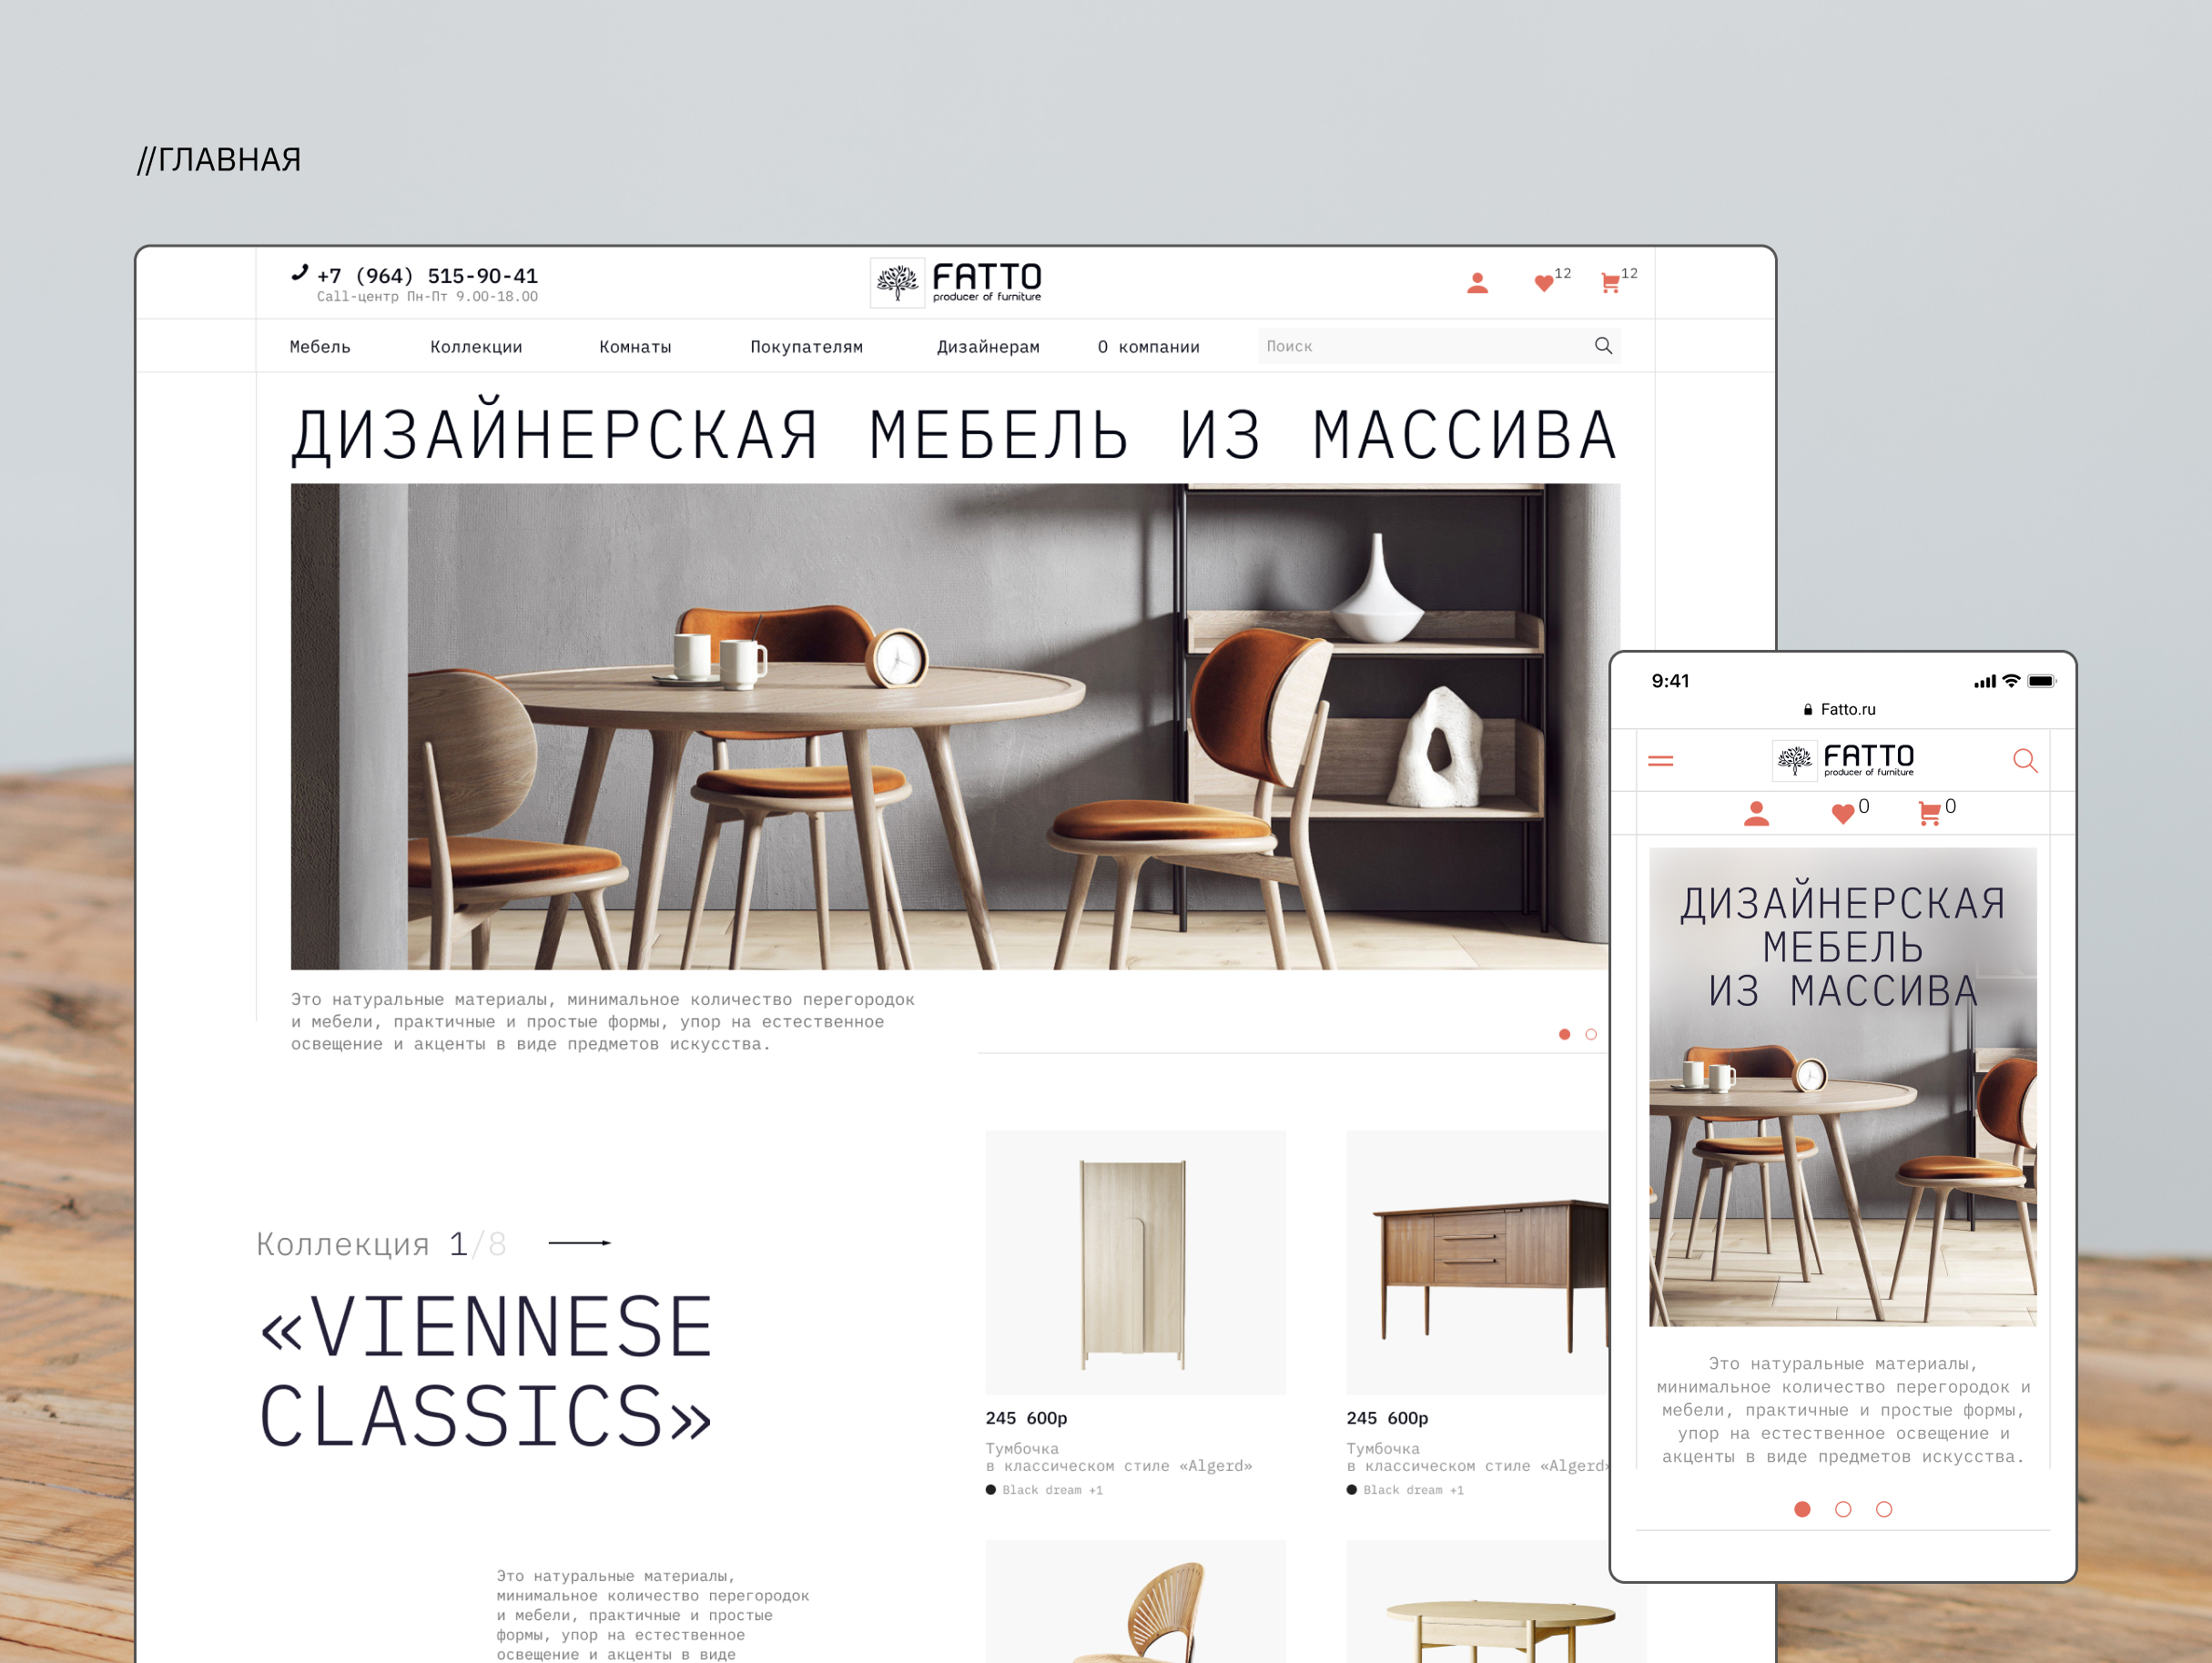 //ГЛАВНАЯ
+7 (964) 515-90-41
Call-центр Пн-Пт 9.00-18.00
FATTO
producer of furniture
12
12
Мебель
Коллекции
Комнаты
Покупателям
Дизайнерам
О компании
Поиск
ДИЗАЙНЕРСКАЯ МЕБЕЛЬ ИЗ МАССИВА
Это натуральные материалы, минимальное количество перегородок
и мебели, практичные и простые формы, упор на естественное
освещение и акценты в виде предметов искусства.
Коллекция 1/8
«VIENNESE
CLASSICS»
Это натуральные материалы,
минимальное количество перегородок
и мебели, практичные и простые
формы, упор на естественное
освещение и акценты в виде
245 600р
Тумбочка
в классическом стиле «Algerd»
Black dream +1
245 600р
Тумбочка
в классическом стиле «Algerd»
Black dream +1
9:41
Fatto.ru
FATTO
producer of furniture
0
0
ДИЗАЙНЕРСКАЯ
МЕБЕЛЬ
ИЗ МАССИВА
Это натуральные материалы,
минимальное количество перегородок и
мебели, практичные и простые формы,
упор на естественное освещение и
акценты в виде предметов искусства.